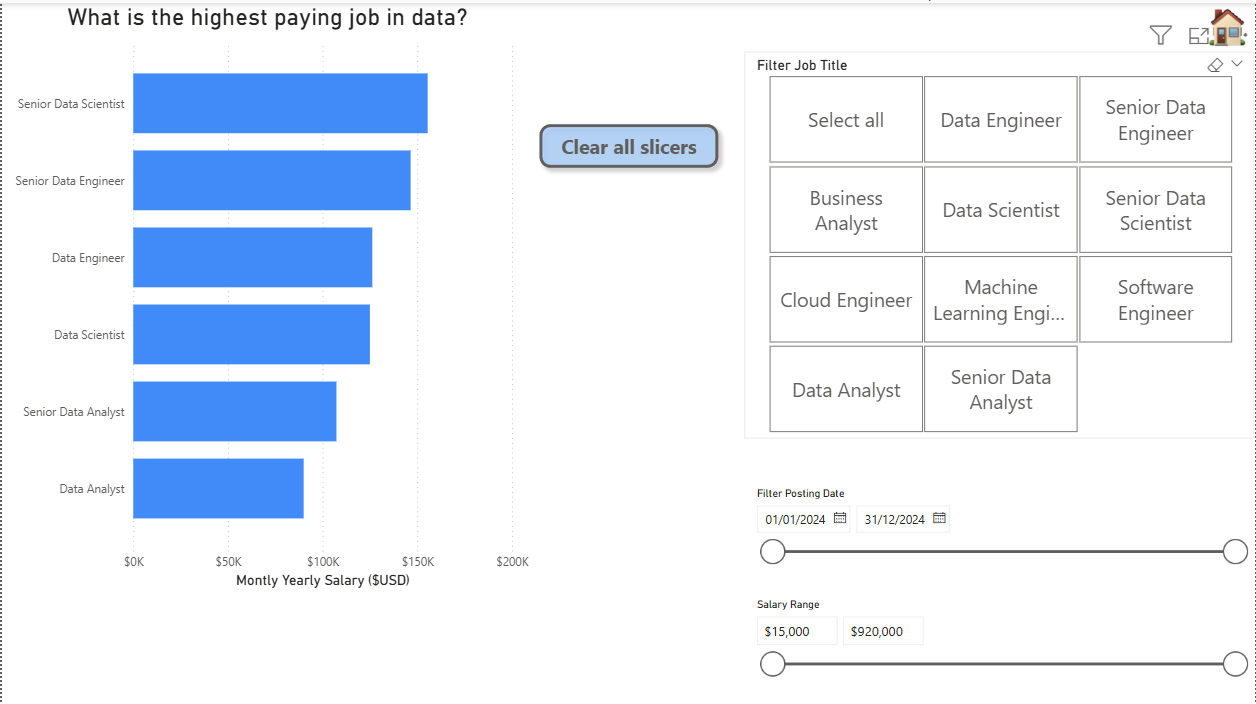 What is the highest paying job in data?
Senior Data Scientist
Senior Data Engineer
Data Engineer
Data Scientist
Senior Data Analyst
Data Analyst
$0K
$50K
$100K
$150K
$200K
Montly Yearly Salary ($USD)
Clear all slicers
Filter Job Title
Select all
Data Engineer
Senior Data
Engineer
Business
Analyst
Data Scientist
Senior Data
Scientist
Cloud Engineer
Machine
Learning Engi...
Software
Engineer
Data Analyst
Senior Data
Analyst
Filter Posting Date
01/01/2024
31/12/2024
Salary Range
$15,000
$920,000